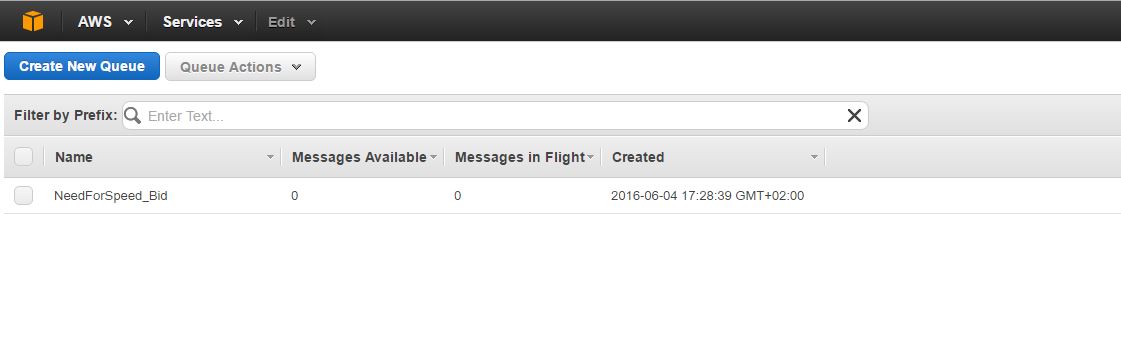 AWS Services Edit
Create New Queue Queue Actions
Filter by Prefix: Enter Text...
Name Messages Available Messages in Flight Created
NeedForSpeed_Bid 0 0 2016-06-04 17:28:39 GMT+02:00